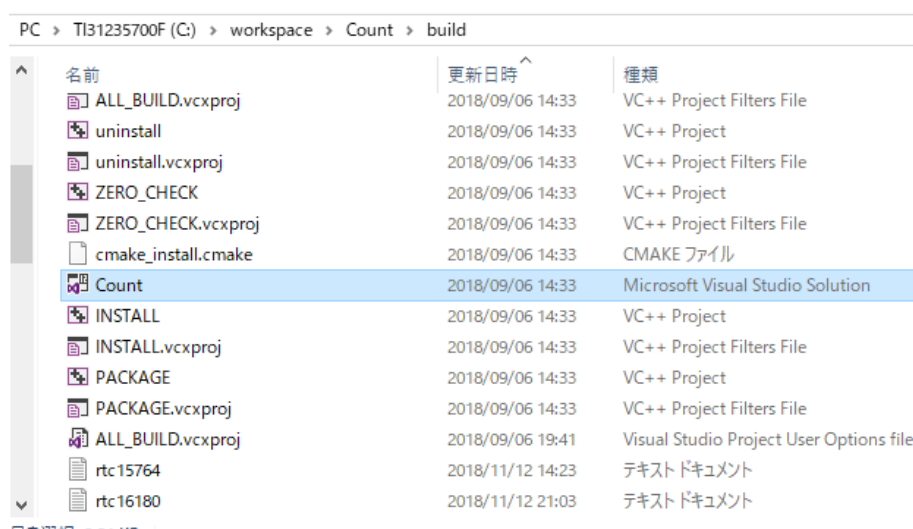 PC > TI31235700F (C:) > workspace > Count > build
名前 更新日時 種類
ALL_BUILD.vcxproj 2018/09/06 14:33 VC++ Project Filters File
uninstall 2018/09/06 14:33 VC++ Project
uninstall.vcxproj 2018/09/06 14:33 VC++ Project Filters File
ZERO_CHECK 2018/09/06 14:33 VC++ Project
ZERO_CHECK.vcxproj 2018/09/06 14:33 VC++ Project Filters File
cmake_install.cmake 2018/09/06 14:33 CMAKE ファイル
Count 2018/09/06 14:33 Microsoft Visual Studio Solution
INSTALL 2018/09/06 14:33 VC++ Project
INSTALL.vcxproj 2018/09/06 14:33 VC++ Project Filters File
PACKAGE 2018/09/06 14:33 VC++ Project
PACKAGE.vcxproj 2018/09/06 14:33 VC++ Project Filters File
ALL_BUILD.vcxproj 2018/09/06 19:41 Visual Studio Project User Options file
rtc15764 2018/11/12 14:23 テキスト ドキュメント
rtc16180 2018/11/12 21:03 テキスト ドキュメント